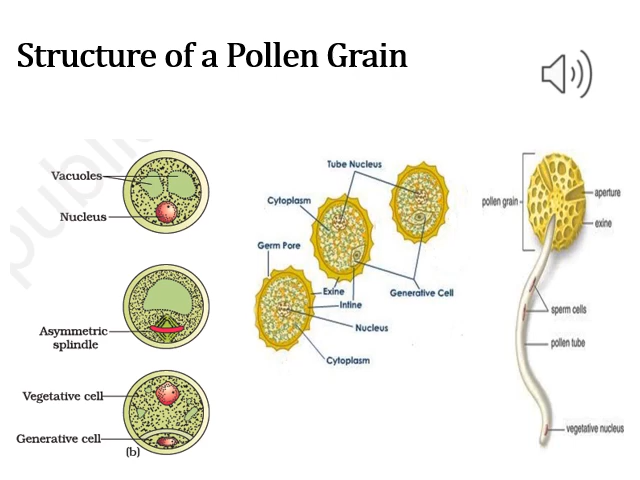 Structure of a Pollen Grain
Vacuoles
Nucleus
Asymmetric
splindle
Vegetative cell
Generative cell
(b)
Tube Nucleus
Cytoplasm
Germ Pore
Exine
Intine
Generative Cell
Nucleus
Cytoplasm
pollen grain
aperture
exine
sperm cells
pollen tube
vegetative nucleus